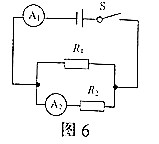 A₁ S
R₁
A₂ R₂
图 6